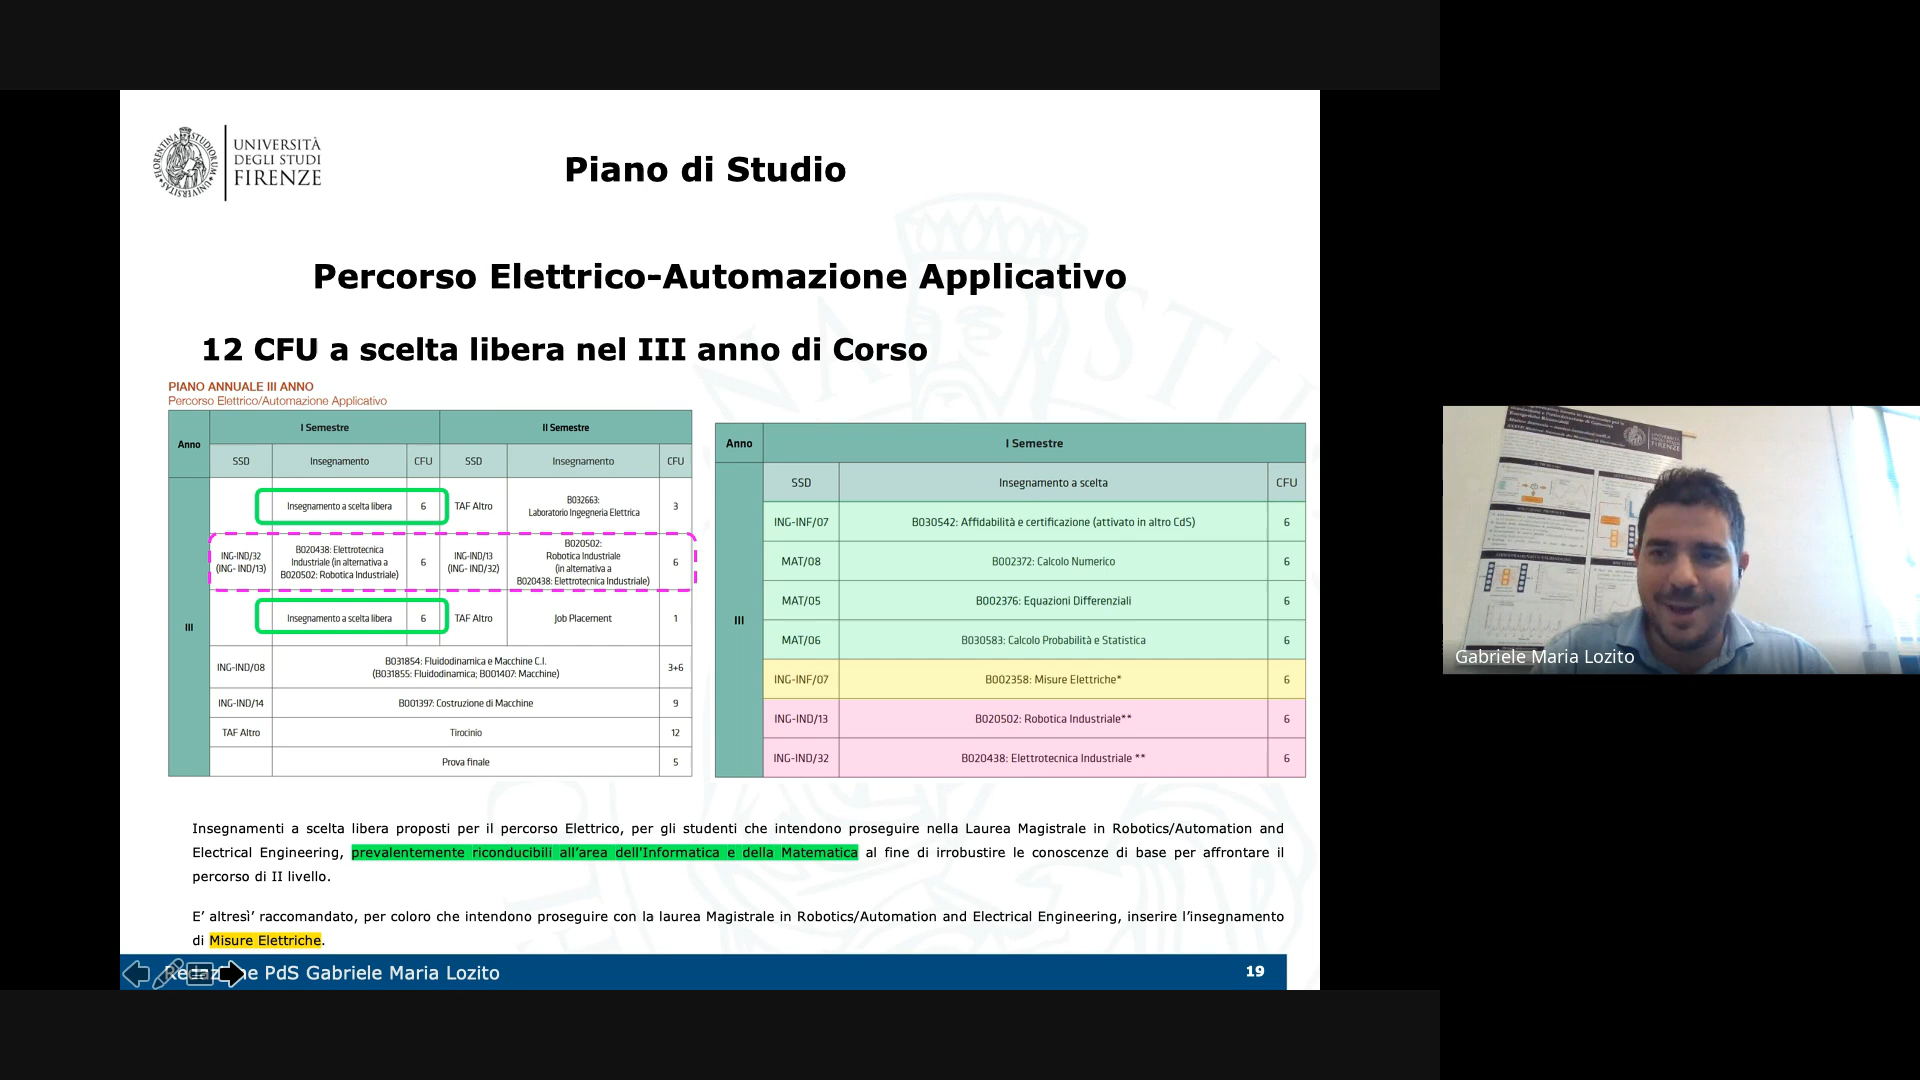 UNIVERSITÀ
DEGLI STUDI
FIRENZE
Piano di Studio
Percorso Elettrico-Automazione Applicativo
12 CFU a scelta libera nel III anno di Corso
PIANO ANNUALE III ANNO
Percorso Elettrico/Automazione Applicativo
Anno I Semestre II Semestre
SSD Insegnamento CFU SSD Insegnamento CFU
III
Insegnamento a scelta libera 6 TAF Altro B032663: Laboratorio Ingegneria Elettrica 3
ING-IND/32 (ING- IND/13) B020438: Elettrotecnica Industriale (in alternativa a B020502: Robotica Industriale) 6 ING-IND/13 (ING- IND/32) B020502: Robotica Industriale (in alternativa a B020438: Elettrotecnica Industriale) 6
Insegnamento a scelta libera 6 TAF Altro Job Placement 1
ING-IND/08 B031854: Fluidodinamica e Macchine C.I. (B031855: Fluidodinamica; B001407: Macchine) 3+6
ING-IND/14 B001397: Costruzione di Macchine 9
TAF Altro Tirocinio 12
Prova finale 5
Anno I Semestre
SSD Insegnamento a scelta CFU
III
ING-INF/07 B030542: Affidabilità e certificazione (attivato in altro CdS) 6
MAT/08 B002372: Calcolo Numerico 6
MAT/05 B002376: Equazioni Differenziali 6
MAT/06 B030583: Calcolo Probabilità e Statistica 6
ING-INF/07 B002358: Misure Elettriche* 6
ING-IND/13 B020502: Robotica Industriale** 6
ING-IND/32 B020438: Elettrotecnica Industriale ** 6
Insegnamenti a scelta libera proposti per il percorso Elettrico, per gli studenti che intendono proseguire nella Laurea Magistrale in Robotics/Automation and
Electrical Engineering, prevalentemente riconducibili all'area dell'Informatica e della Matematica al fine di irrobustire le conoscenze di base per affrontare il
percorso di II livello.
E' altresì' raccomandato, per coloro che intendono proseguire con la laurea Magistrale in Robotics/Automation and Electrical Engineering, inserire l'insegnamento
di Misure Elettriche.
Redazione PdS Gabriele Maria Lozito
19
Gabriele Maria Lozito